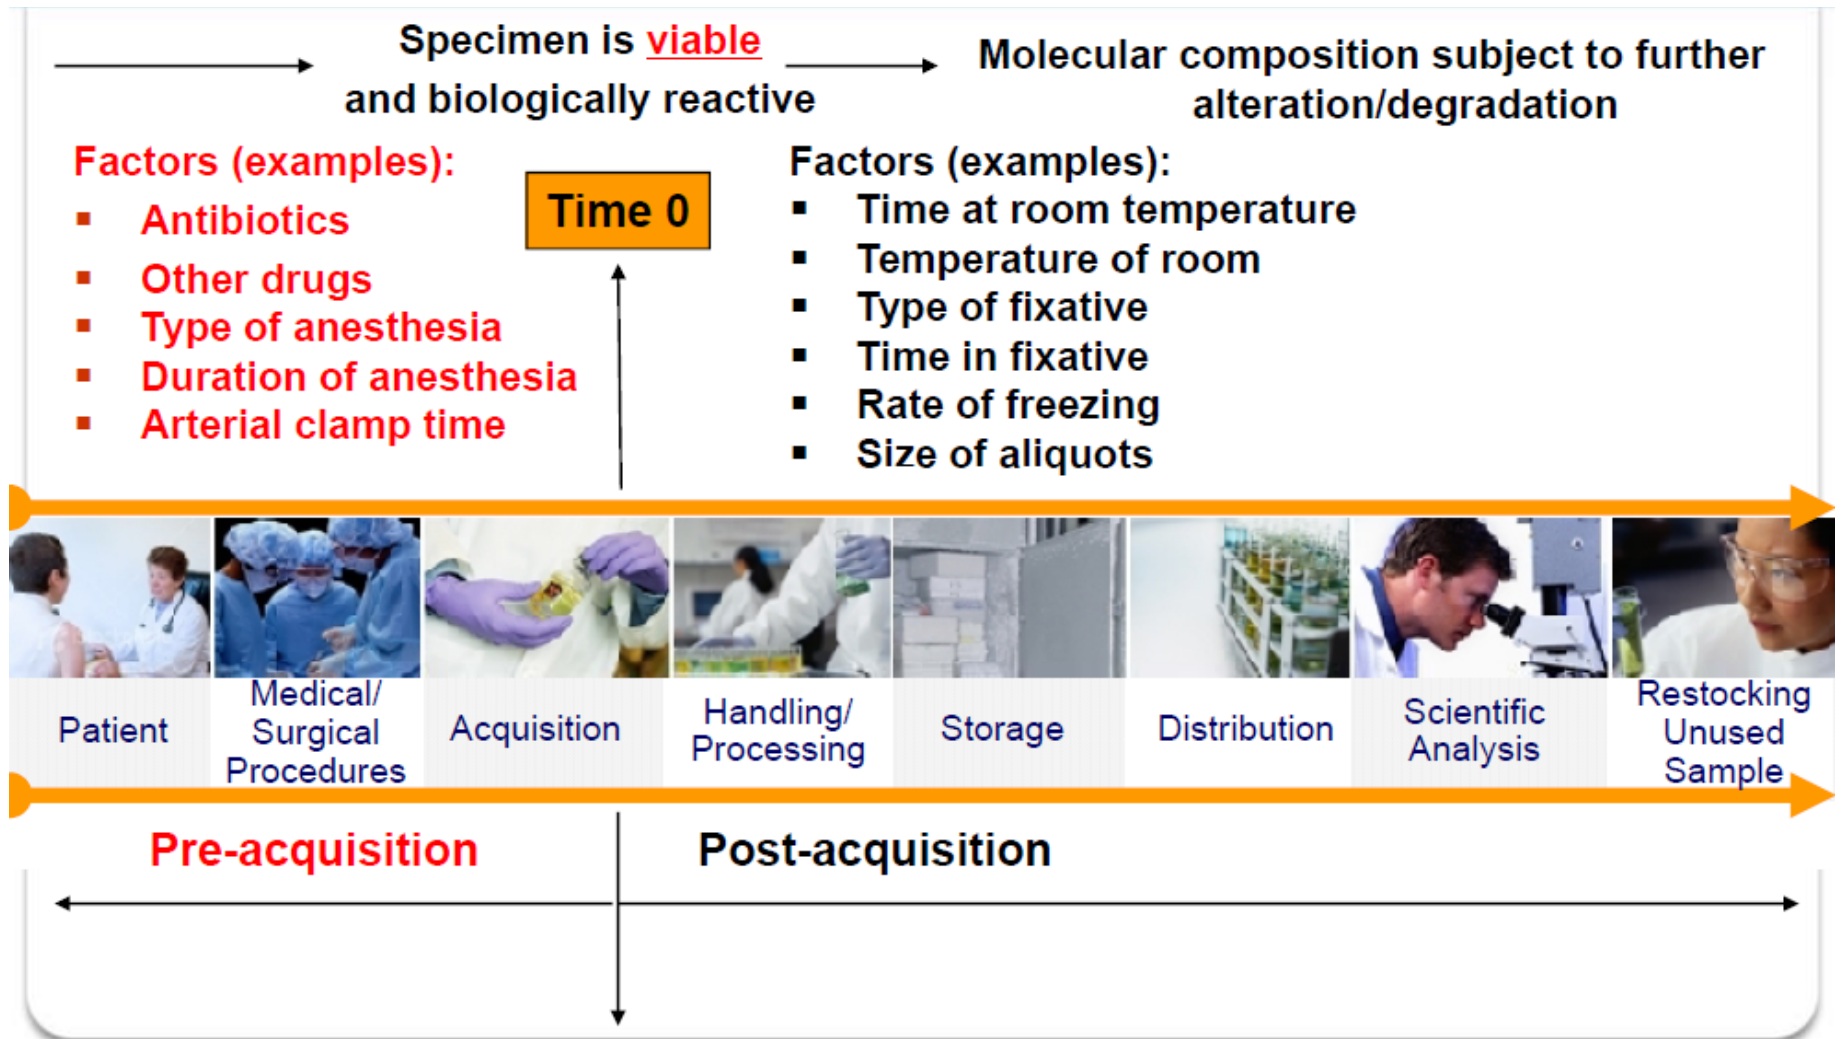 Specimen is viable
and biologically reactive
Molecular composition subject to further
alteration/degradation
Factors (examples):
Antibiotics
Other drugs
Type of anesthesia
Duration of anesthesia
Arterial clamp time
Time 0
Factors (examples):
Time at room temperature
Temperature of room
Type of fixative
Time in fixative
Rate of freezing
Size of aliquots
Patient
Medical/
Surgical
Procedures
Acquisition
Handling/
Processing
Storage
Distribution
Scientific
Analysis
Restocking
Unused
Sample
Pre-acquisition
Post-acquisition